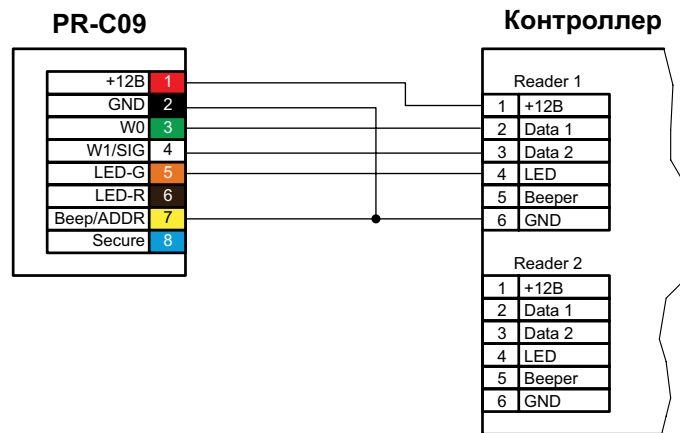 PR-C09
Контроллер
+12В 1
GND 2
W0 3
W1/SIG 4
LED-G 5
LED-R 6
Beep/ADDR 7
Secure 8
Reader 1
1 +12В
2 Data 1
3 Data 2
4 LED
5 Beeper
6 GND
Reader 2
1 +12В
2 Data 1
3 Data 2
4 LED
5 Beeper
6 GND